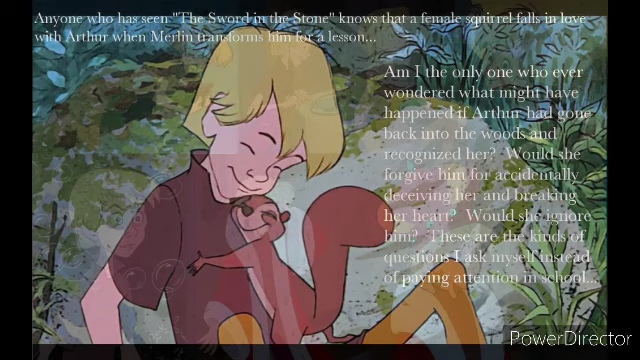 Anyone who has seen "The Sword in the Stone" knows that a female squirrel falls in love
with Arthur when Merlin transforms him for a lesson...
Am I the only one who ever
wondered what might have
happened if Arthur had gone
back into the woods and
recognized her? Would she
forgive him for accidentally
deceiving her and breaking
her heart? Would she ignore
him? These are the kinds of
questions I ask myself instead
of paying attention in school...
PowerDirector